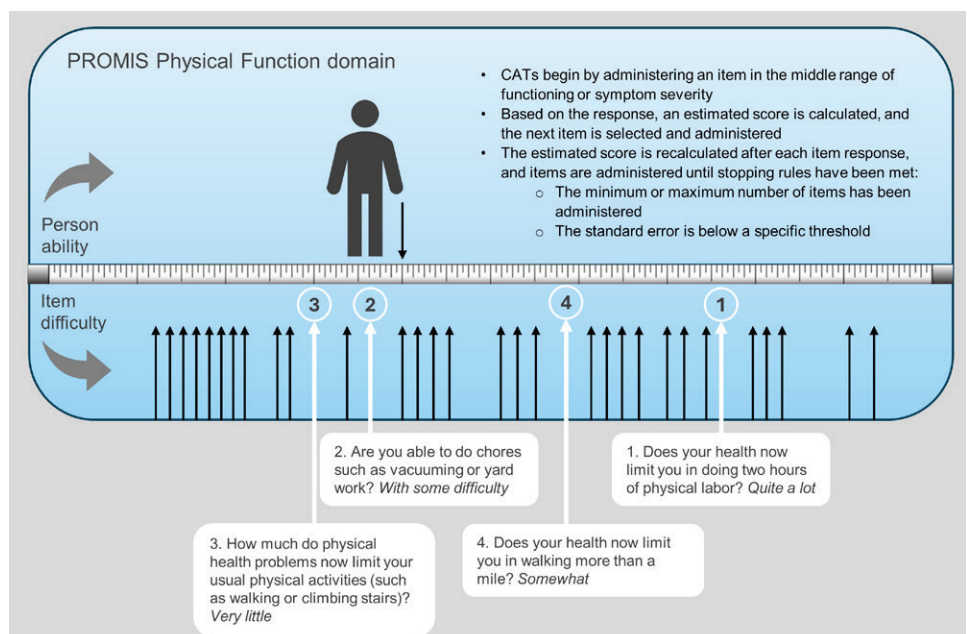 PROMIS Physical Function domain
• CATs begin by administering an item in the middle range of
functioning or symptom severity
• Based on the response, an estimated score is calculated, and
the next item is selected and administered
• The estimated score is recalculated after each item response,
and items are administered until stopping rules have been met:
o The minimum or maximum number of items has been
administered
o The standard error is below a specific threshold
Person
ability
Item
difficulty
3
2
4
1
2. Are you able to do chores
such as vacuuming or yard
work? With some difficulty
1. Does your health now
limit you in doing two hours
of physical labor? Quite a lot
3. How much do physical
health problems now limit your
usual physical activities (such
as walking or climbing stairs)?
Very little
4. Does your health now limit
you in walking more than a
mile? Somewhat